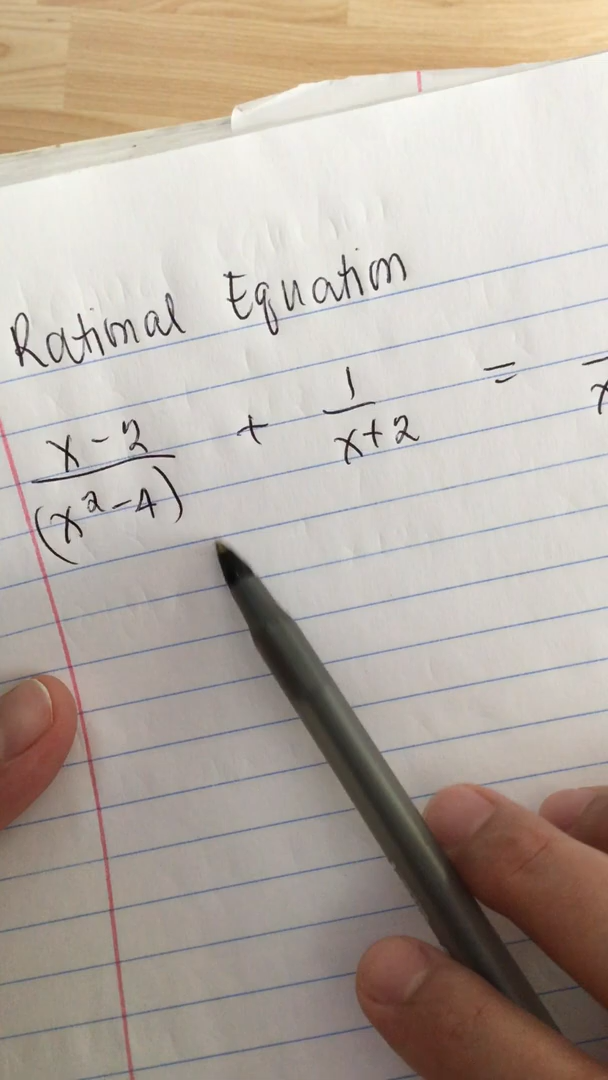 Rational Equation
x - 2 / (x² - 4) + 1 / x + 2 =